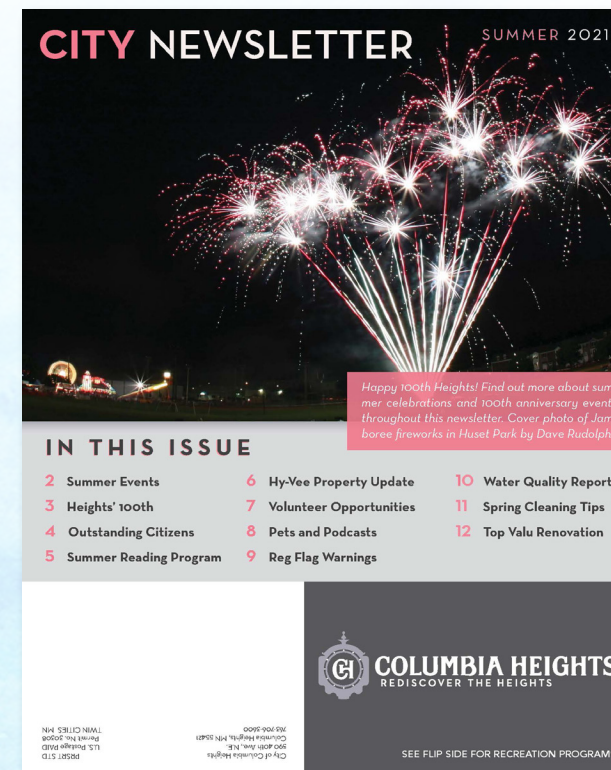 CITY NEWSLETTER
SUMMER 2021
Happy 100th Heights! Find out more about sum
mer celebrations and 100th anniversary event
throughout this newsletter. Cover photo of Jam
boree fireworks in Huset Park by Dave Rudolph
IN THIS ISSUE
2 Summer Events
3 Heights' 100th
4 Outstanding Citizens
5 Summer Reading Program
6 Hy-Vee Property Update
7 Volunteer Opportunities
8 Pets and Podcasts
9 Reg Flag Warnings
10 Water Quality Report
11 Spring Cleaning Tips
12 Top Valu Renovation
CH
COLUMBIA HEIGHTS
REDISCOVER THE HEIGHTS
SEE FLIP SIDE FOR RECREATION PROGRAM
City of Columbia Heights
590 40th Ave. N.E.
Columbia Heights, MN 55421
763-706-3600
PRSRT STD
U.S. Postage PAID
Permit No. 30508
TWIN CITIES MN